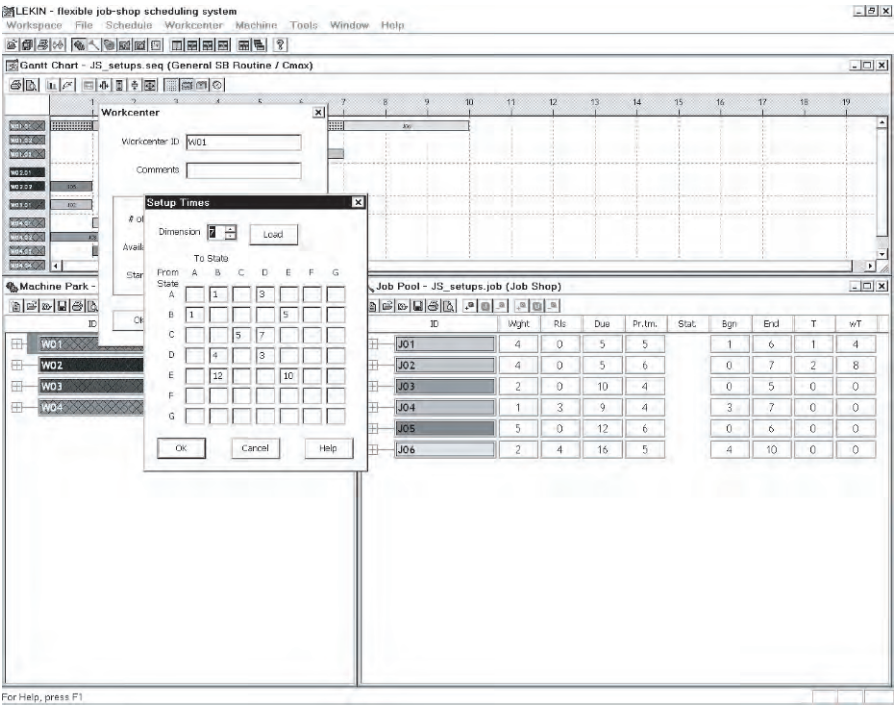 LEKIN - flexible job-shop scheduling system
Workspace File Schedule Workcenter Machine Tools Window Help
Gantt Chart - JS_setups.seq (General SB Routine / Cmax)
1 2 3 7 8 9 10 11 12 13 14 15 16 17 18 19
Workcenter
Workcenter ID W01
Comments
Setup Times
# of
Availa
Star
Dimension 7 Load
To State
From State A B C D E F G
A 1 3
B 1 5
C 5 7
D 4 3
E 12 10
F
G
OK Cancel Help
Machine Park -
ID
W01
W02
W03
W04
Job Pool - JS_setups.job (Job Shop)
ID Wght Rls Due Pr.tm. Stat. Bgn End T wT
J01 4 0 5 5 1 6 1 4
J02 4 0 5 6 0 7 2 8
J03 2 0 10 4 0 5 0 0
J04 1 3 9 4 3 7 0 0
J05 5 0 12 6 0 6 0 0
J06 2 4 16 5 4 10 0 0
For Help, press F1